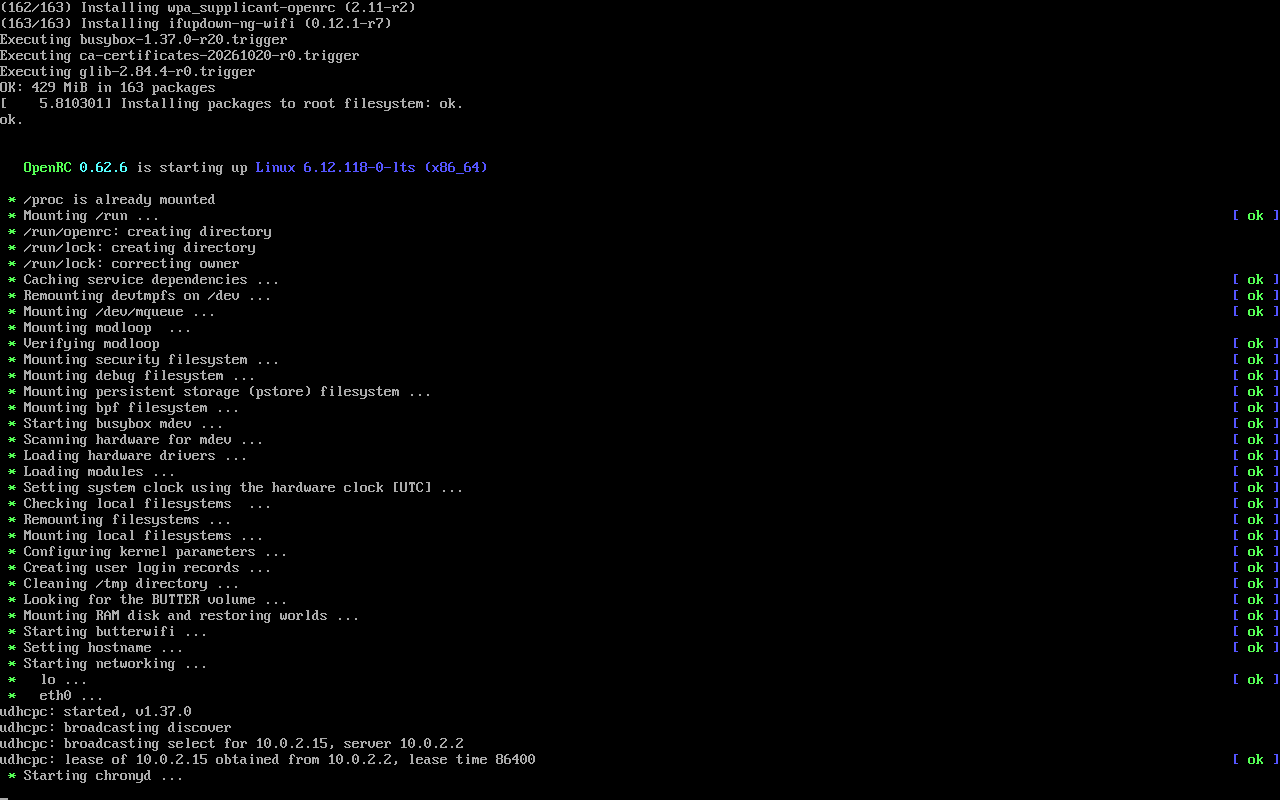 (162/163) Installing wpa_supplicant-openrc (2.11-r2)
(163/163) Installing ifupdown-ng-wifi (0.12.1-r7)
Executing busybox-1.37.0-r20.trigger
Executing ca-certificates-20261020-r0.trigger
Executing glib-2.84.4-r0.trigger
OK: 429 MiB in 163 packages
[    5.810301] Installing packages to root filesystem: ok.
ok.
OpenRC 0.62.6 is starting up Linux 6.12.118-0-lts (x86_64)
* /proc is already mounted
* Mounting /run ... [ ok ]
* /run/openrc: creating directory
* /run/lock: creating directory
* /run/lock: correcting owner
* Caching service dependencies ... [ ok ]
* Remounting devtmpfs on /dev ... [ ok ]
* Mounting /dev/mqueue ... [ ok ]
* Mounting modloop  ...
* Verifying modloop [ ok ]
* Mounting security filesystem ... [ ok ]
* Mounting debug filesystem ... [ ok ]
* Mounting persistent storage (pstore) filesystem ... [ ok ]
* Mounting bpf filesystem ... [ ok ]
* Starting busybox mdev ... [ ok ]
* Scanning hardware for mdev ... [ ok ]
* Loading hardware drivers ... [ ok ]
* Loading modules ... [ ok ]
* Setting system clock using the hardware clock [UTC] ... [ ok ]
* Checking local filesystems  ... [ ok ]
* Remounting filesystems ... [ ok ]
* Mounting local filesystems ... [ ok ]
* Configuring kernel parameters ... [ ok ]
* Creating user login records ... [ ok ]
* Cleaning /tmp directory ... [ ok ]
* Looking for the BUTTER volume ... [ ok ]
* Mounting RAM disk and restoring worlds ... [ ok ]
* Starting butterwifi ... [ ok ]
* Setting hostname ... [ ok ]
* Starting networking ...
*   lo ... [ ok ]
*   eth0 ...
udhcpc: started, v1.37.0
udhcpc: broadcasting discover
udhcpc: broadcasting select for 10.0.2.15, server 10.0.2.2
udhcpc: lease of 10.0.2.15 obtained from 10.0.2.2, lease time 86400 [ ok ]
* Starting chronyd ...